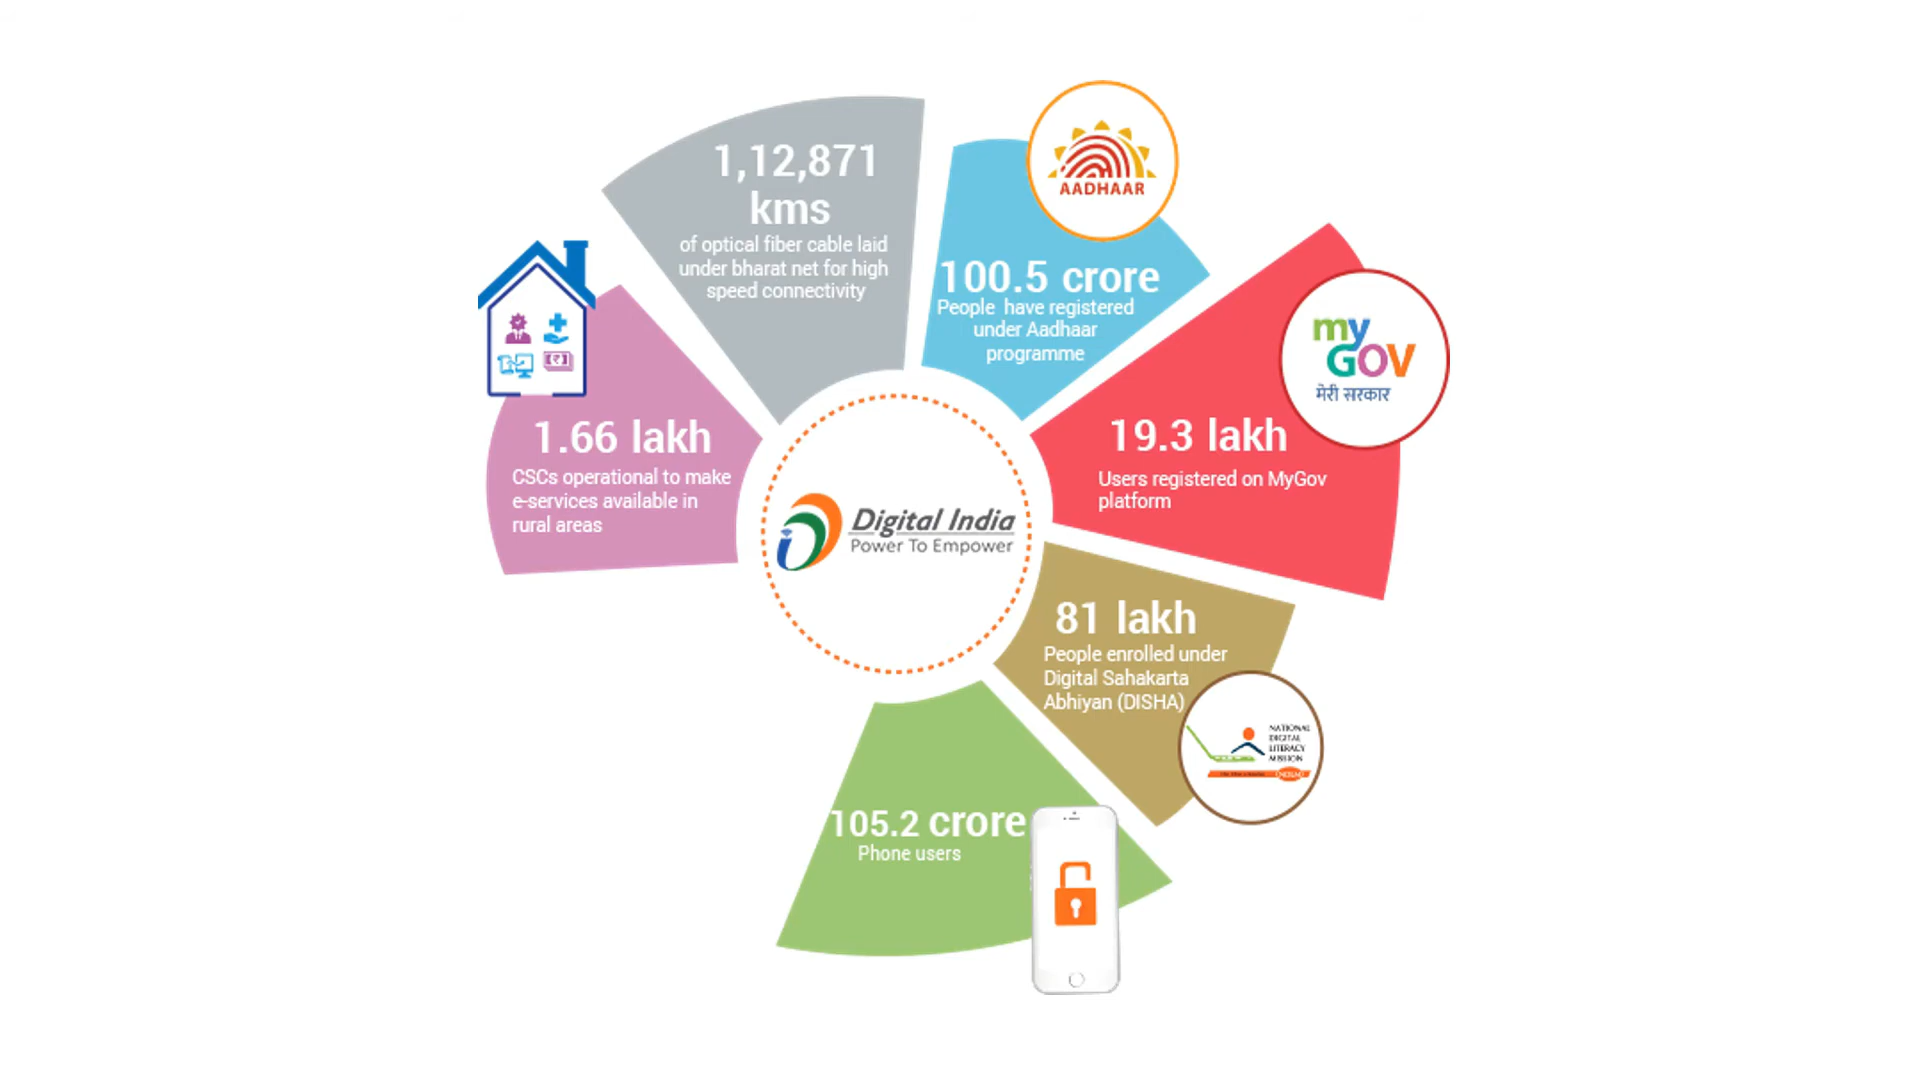 1,12,871
kms
of optical fiber cable laid
under bharat net for high
speed connectivity
AADHAAR
100.5 crore
People have registered
under Aadhaar
programme
my
GOV
मेरी सरकार
19.3 lakh
Users registered on MyGov
platform
1.66 lakh
CSCs operational to make
e-services available in
rural areas
Digital India
Power To Empower
81 lakh
People enrolled under
Digital Sahakarta
Abhiyan (DISHA)
NATIONAL
DIGITAL
LITERACY
MISSION
105.2 crore
Phone users